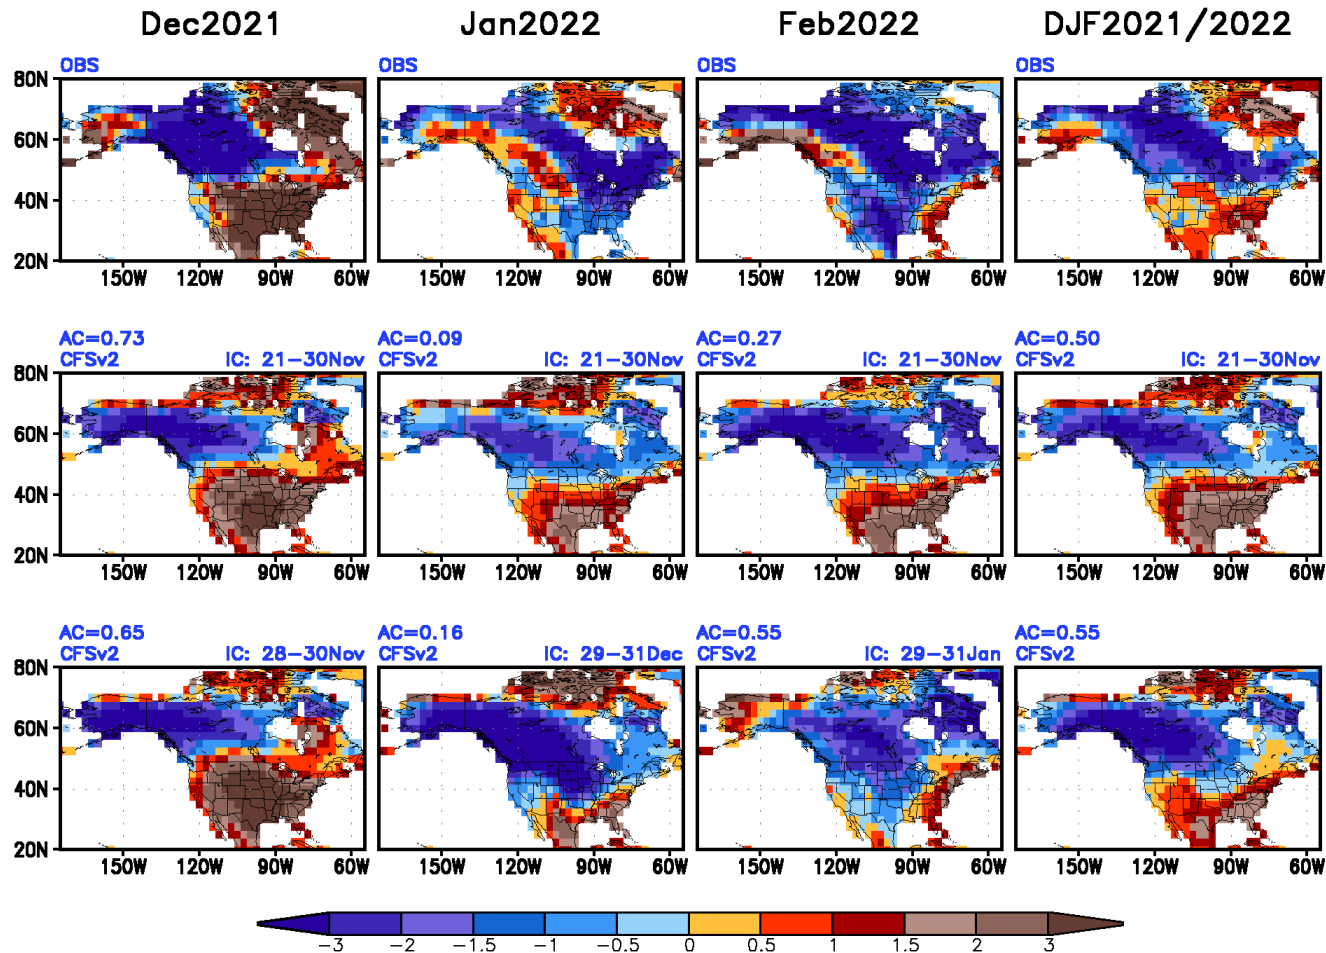 Dec2021 Jan2022 Feb2022 DJF2021/2022
OBS OBS OBS OBS
80N
60N
40N
20N
150W 120W 90W 60W 150W 120W 90W 60W 150W 120W 90W 60W 150W 120W 90W 60W
AC=0.73 AC=0.09 AC=0.27 AC=0.50
CFSv2 IC: 21-30Nov CFSv2 IC: 21-30Nov CFSv2 IC: 21-30Nov CFSv2 IC: 21-30Nov
80N
60N
40N
20N
150W 120W 90W 60W 150W 120W 90W 60W 150W 120W 90W 60W 150W 120W 90W 60W
AC=0.65 AC=0.16 AC=0.55 AC=0.55
CFSv2 IC: 28-30Nov CFSv2 IC: 29-31Dec CFSv2 IC: 29-31Jan CFSv2
80N
60N
40N
20N
150W 120W 90W 60W 150W 120W 90W 60W 150W 120W 90W 60W 150W 120W 90W 60W
-3 -2 -1.5 -1 -0.5 0 0.5 1 1.5 2 3